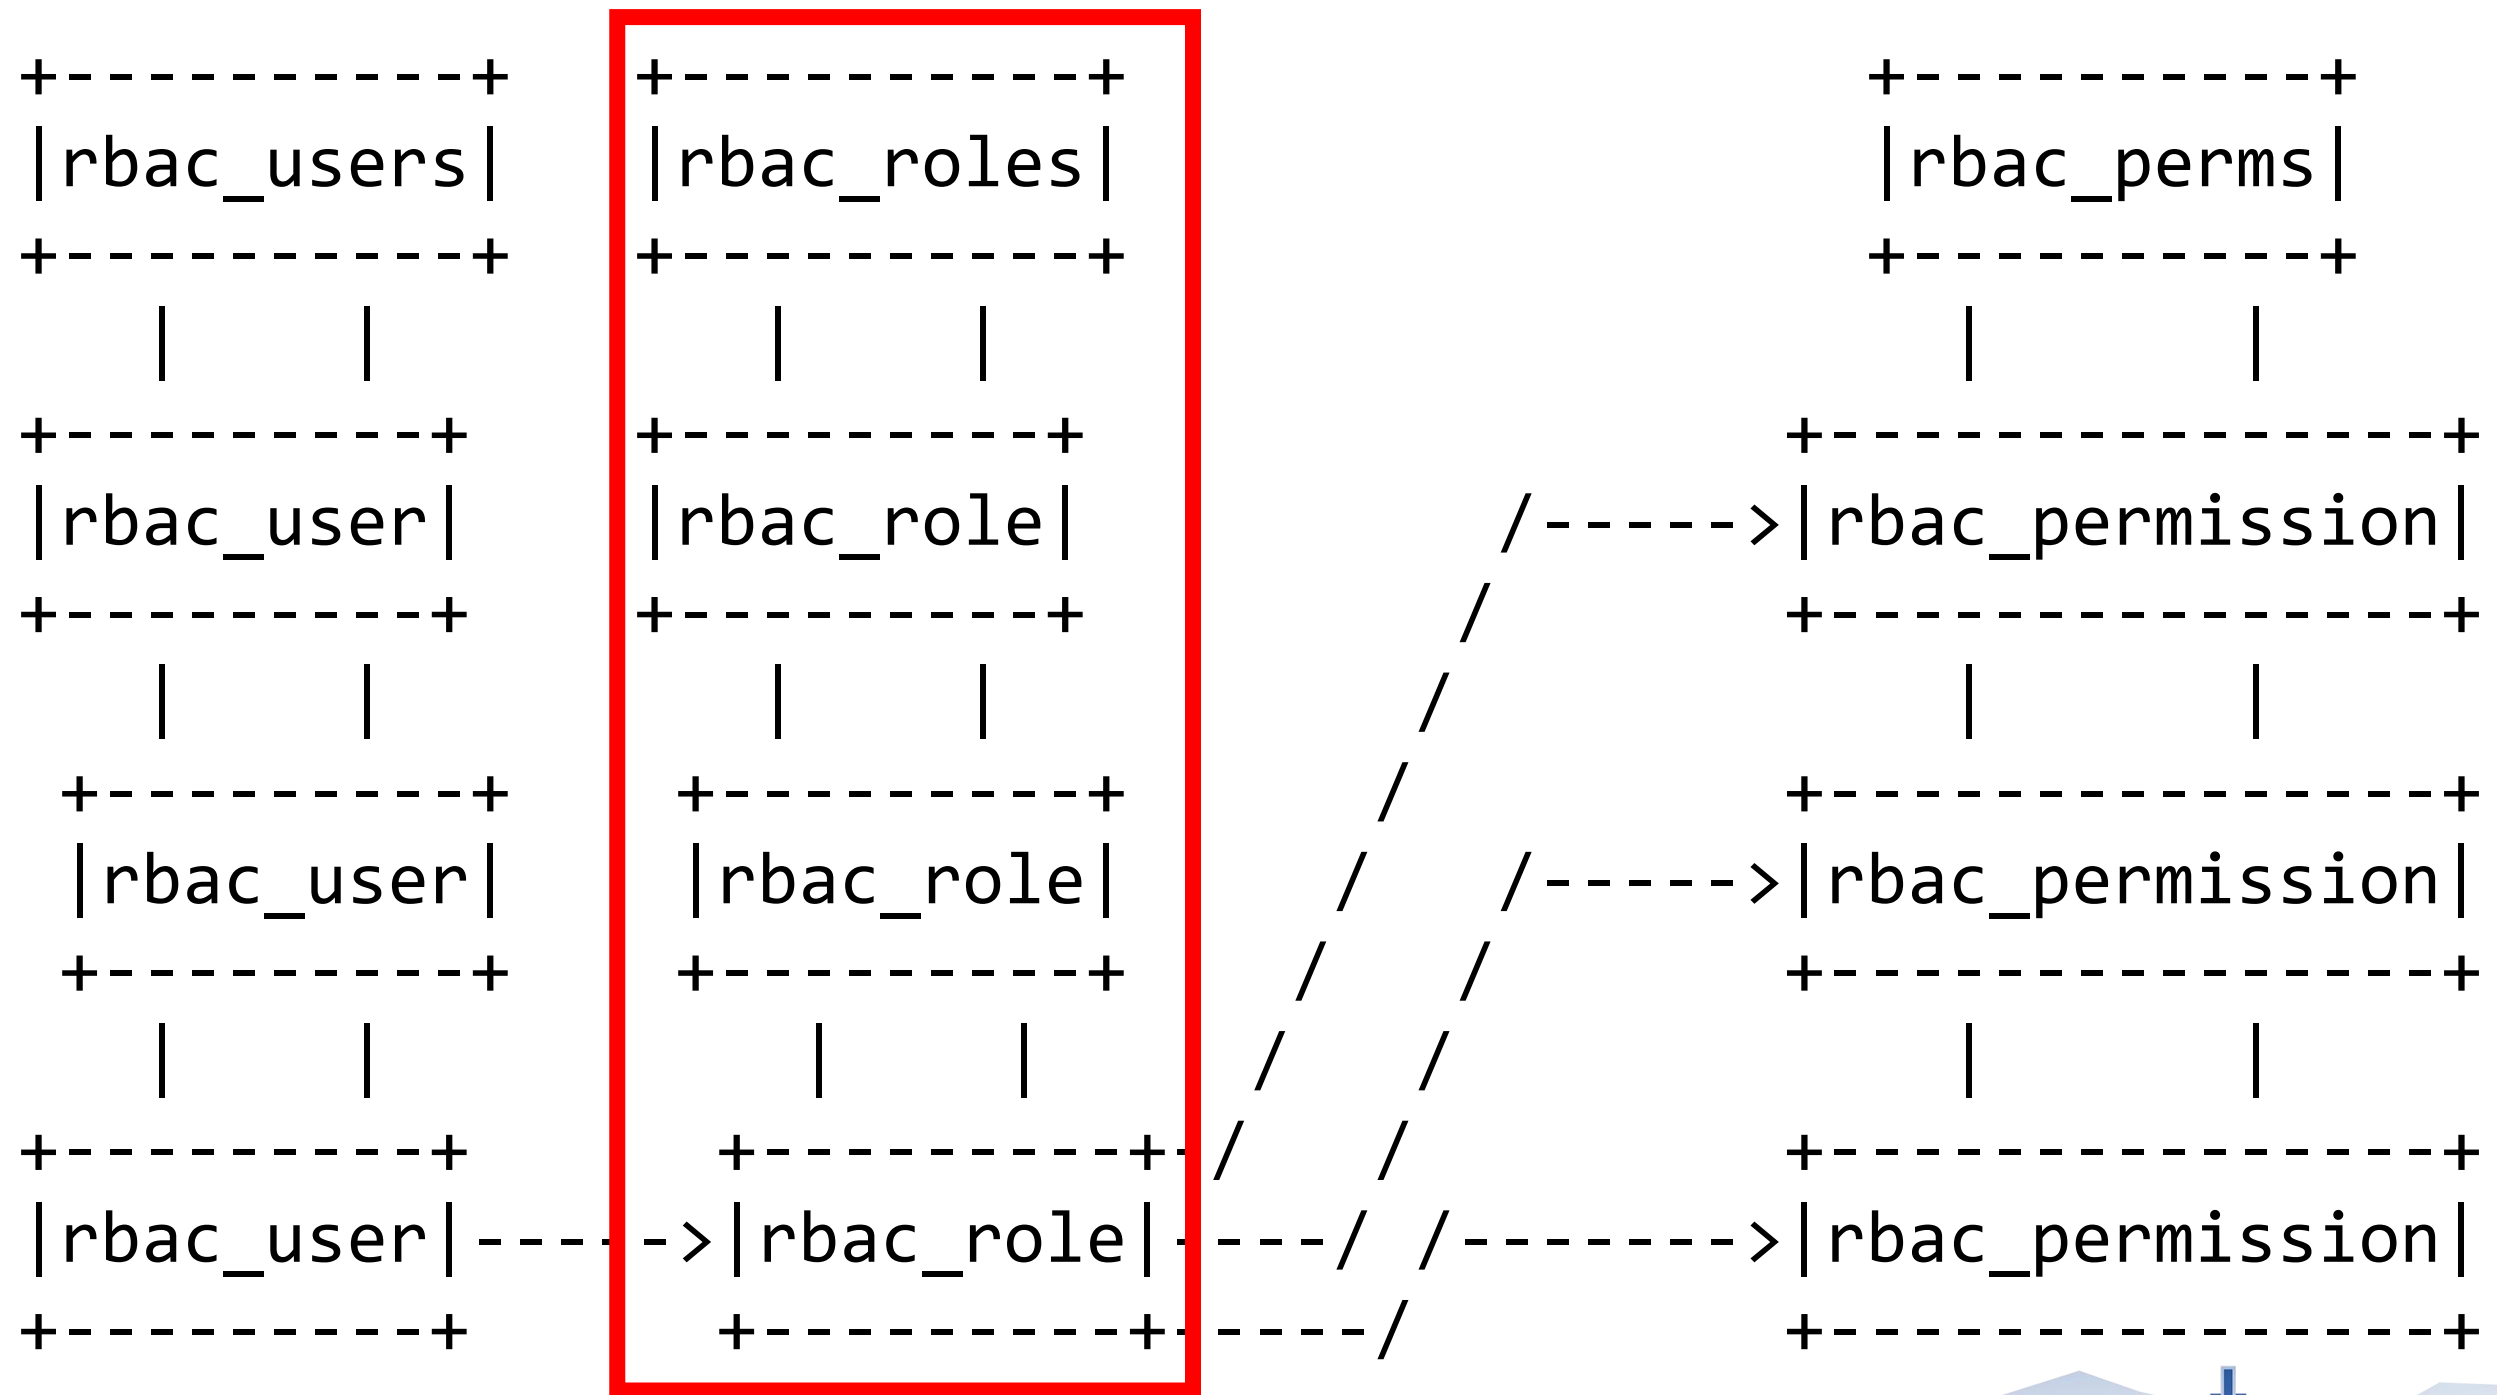 +----------+   +----------+                  +----------+
|rbac_users|   |rbac_roles|                  |rbac_perms|
+----------+   +----------+                  +----------+
   |    |         |    |                       |      |
+---------+    +---------+                 +---------------+
|rbac_user|    |rbac_role|          /----->|rbac_permission|
+---------+    +---------+         /       +---------------+
   |    |         |    |          /            |      |
 +---------+    +---------+      /         +---------------+
 |rbac_user|    |rbac_role|     /   /----->|rbac_permission|
 +---------+    +---------+    /   /       +---------------+
   |    |          |    |     /   /            |      |
+---------+      +---------+-/   /         +---------------+
|rbac_user|----->|rbac_role|----/ /------->|rbac_permission|
+---------+      +---------+-----/         +---------------+